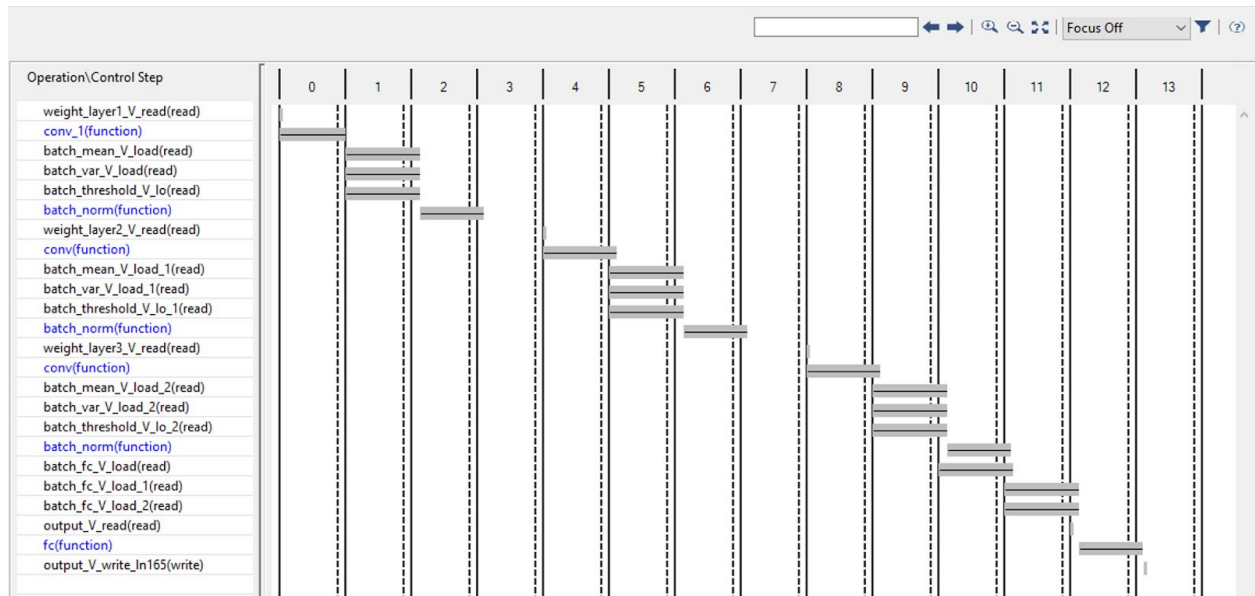 Focus Off
Operation\Control Step
0 1 2 3 4 5 6 7 8 9 10 11 12 13
weight_layer1_V_read(read)
conv_1(function)
batch_mean_V_load(read)
batch_var_V_load(read)
batch_threshold_V_lo(read)
batch_norm(function)
weight_layer2_V_read(read)
conv(function)
batch_mean_V_load_1(read)
batch_var_V_load_1(read)
batch_threshold_V_lo_1(read)
batch_norm(function)
weight_layer3_V_read(read)
conv(function)
batch_mean_V_load_2(read)
batch_var_V_load_2(read)
batch_threshold_V_lo_2(read)
batch_norm(function)
batch_fc_V_load(read)
batch_fc_V_load_1(read)
batch_fc_V_load_2(read)
output_V_read(read)
fc(function)
output_V_write_ln165(write)